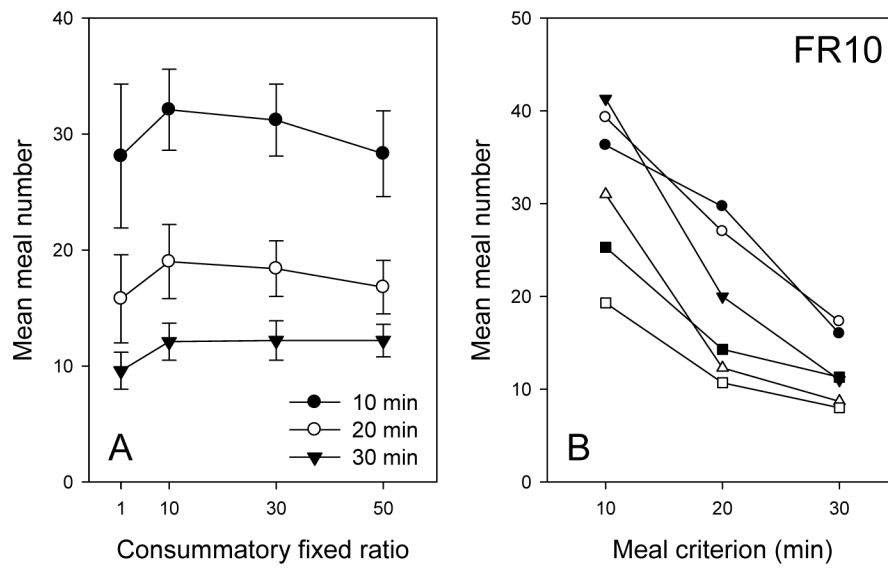 40
30
20
10
0
Mean meal number
10 min
20 min
30 min
A
1 10 30 50
Consummatory fixed ratio
50
40
30
20
10
0
Mean meal number
FR10
B
10 20 30
Meal criterion (min)